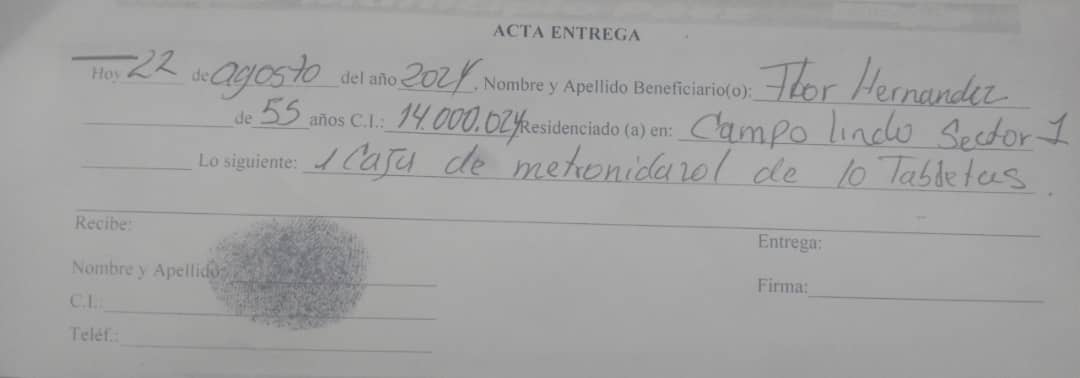 ACTA ENTREGA
Hoy 22 de agosto del año 2024. Nombre y Apellido Beneficiario(o): Thor Hernandez
de 55 años C.I.: 14.000.024 Residenciado (a) en: Campo lindo Sector 1
Lo siguiente: 1 Caja de metronidazol de 10 Tabletas.
Recibe:
Entrega:
Nombre y Apellido:
Firma:
C.I.:
Teléf.: